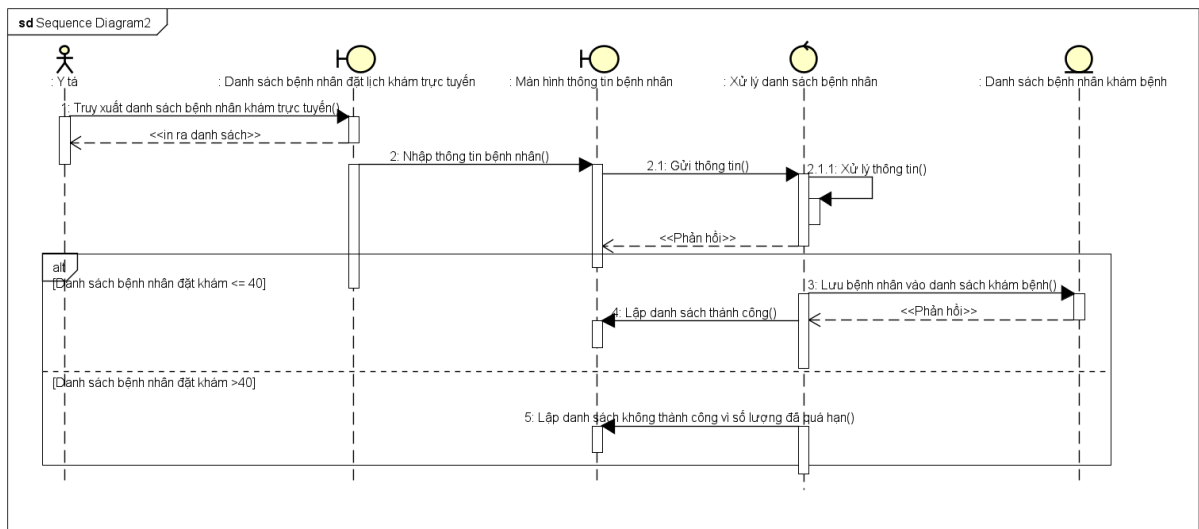 sd Sequence Diagram2
: Y tá
: Danh sách bệnh nhân đặt lịch khám trực tuyến
: Màn hình thông tin bệnh nhân
: Xử lý danh sách bệnh nhân
: Danh sách bệnh nhân khám bệnh
1: Truy xuất danh sách bệnh nhân khám trực tuyến()
<<in ra danh sách>>
2: Nhập thông tin bệnh nhân()
2.1: Gửi thông tin()
2.1.1: Xử lý thông tin()
<<Phản hồi>>
alt
[Danh sách bệnh nhân đặt khám <= 40]
3: Lưu bệnh nhân vào danh sách khám bệnh()
<<Phản hồi>>
4: Lập danh sách thành công()
[Danh sách bệnh nhân đặt khám >40]
5: Lập danh sách không thành công vì số lượng đã quá hạn()